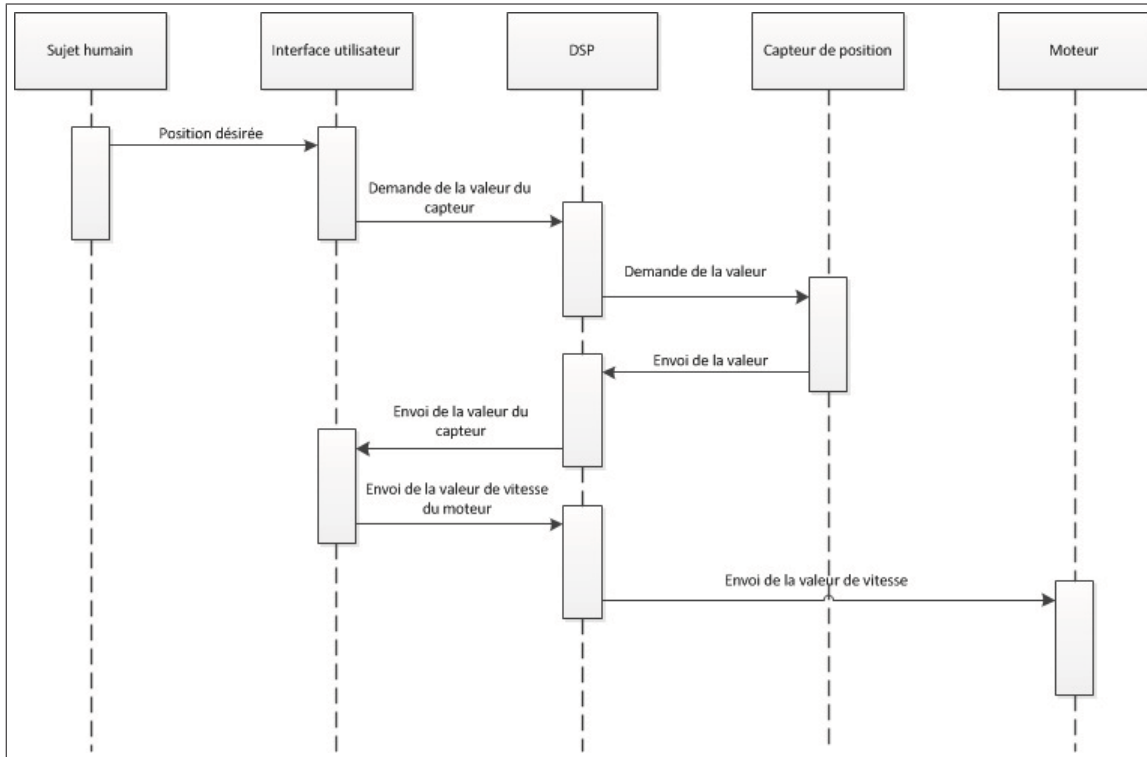 Sujet humain
Interface utilisateur
DSP
Capteur de position
Moteur
Position désirée
Demande de la valeur du
capteur
Demande de la valeur
Envoi de la valeur
Envoi de la valeur du
capteur
Envoi de la valeur de vitesse
du moteur
Envoi de la valeur de vitesse